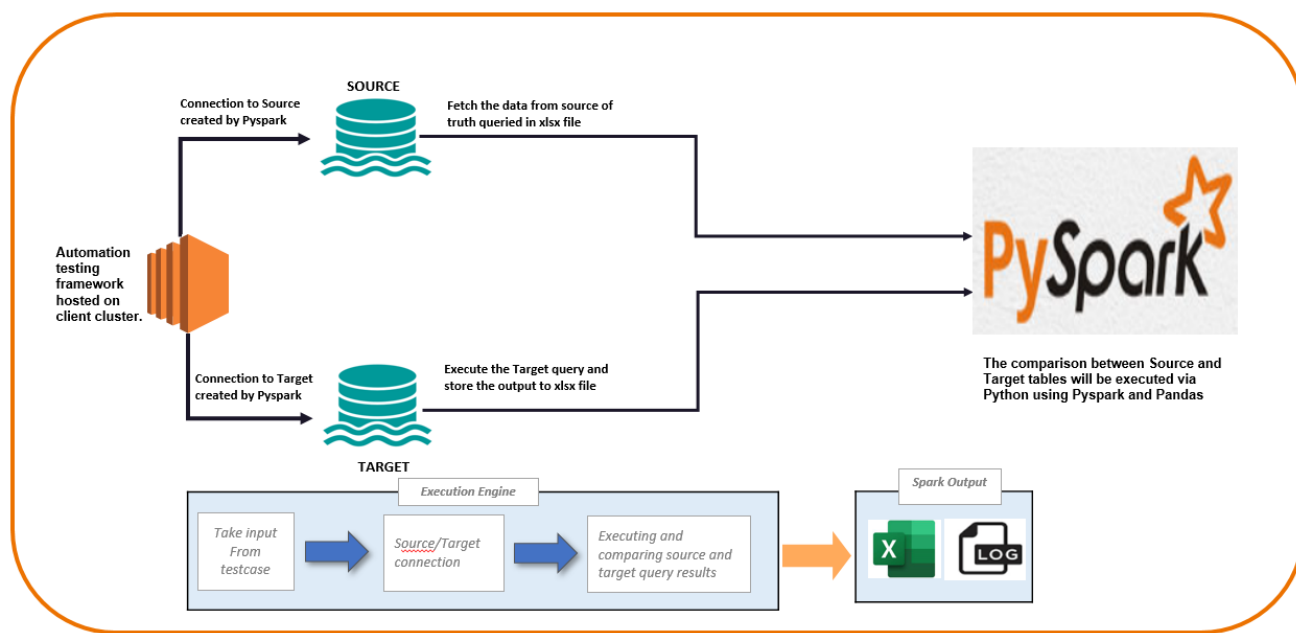 SOURCE
Connection to Source
created by Pyspark
Fetch the data from source of
truth queried in xlsx file
Automation
testing
framework
hosted on
client cluster.
PySpark
Connection to Target
created by Pyspark
Execute the Target query and
store the output to xlsx file
The comparison between Source and
Target tables will be executed via
Python using Pyspark and Pandas
TARGET
Execution Engine
Take input
From
testcase
Source/Target
connection
Executing and
comparing source and
target query results
Spark Output
X
LOG